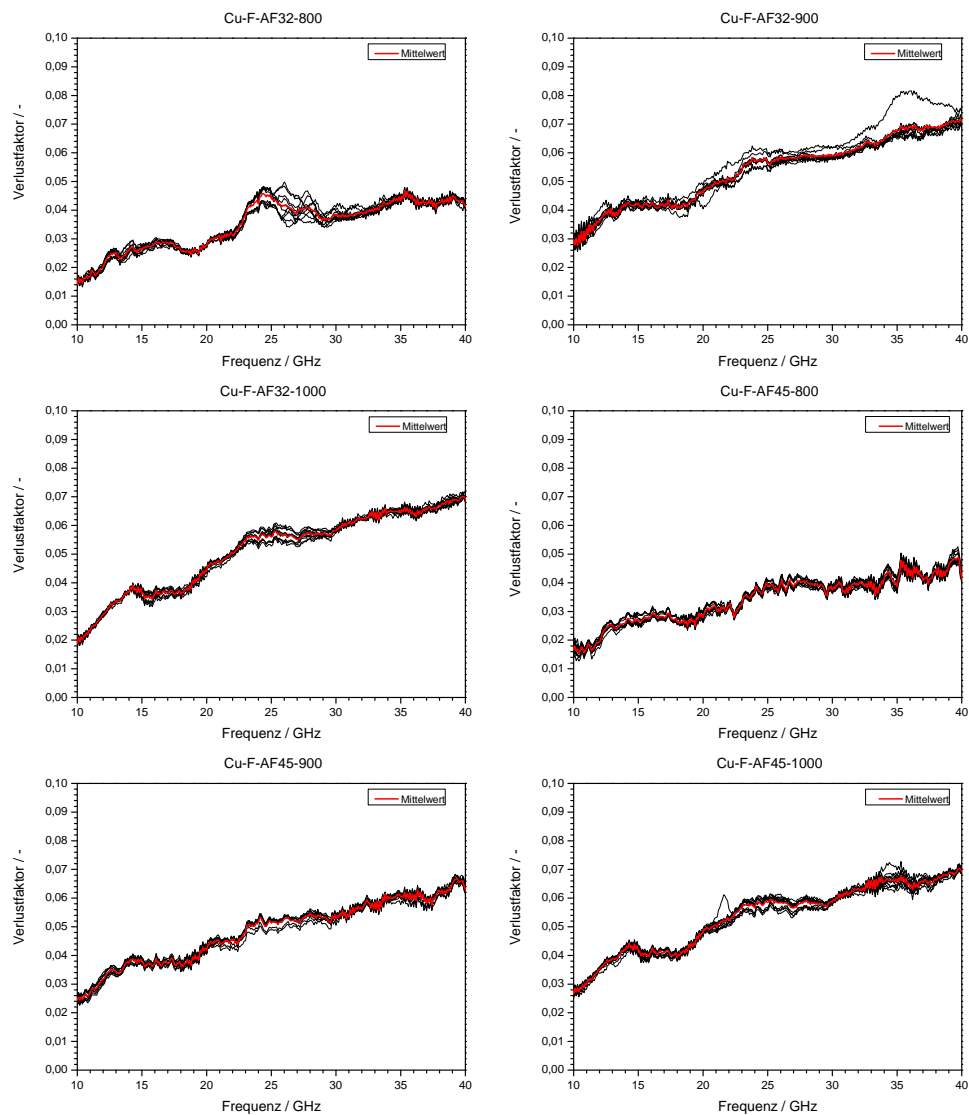 Cu-F-AF32-800
0,10
0,09
0,08
0,07
0,06
0,05
0,04
0,03
0,02
0,01
0,00
Verlustfaktor / -
Mittelwert
10 15 20 25 30 35 40
Frequenz / GHz
Cu-F-AF32-900
0,10
0,09
0,08
0,07
0,06
0,05
0,04
0,03
0,02
0,01
0,00
Verlustfaktor / -
Mittelwert
10 15 20 25 30 35 40
Frequenz / GHz
Cu-F-AF32-1000
0,10
0,09
0,08
0,07
0,06
0,05
0,04
0,03
0,02
0,01
0,00
Verlustfaktor / -
Mittelwert
10 15 20 25 30 35 40
Frequenz / GHz
Cu-F-AF45-800
0,10
0,09
0,08
0,07
0,06
0,05
0,04
0,03
0,02
0,01
0,00
Verlustfaktor / -
Mittelwert
10 15 20 25 30 35 40
Frequenz / GHz
Cu-F-AF45-900
0,10
0,09
0,08
0,07
0,06
0,05
0,04
0,03
0,02
0,01
0,00
Verlustfaktor / -
Mittelwert
10 15 20 25 30 35 40
Frequenz / GHz
Cu-F-AF45-1000
0,10
0,09
0,08
0,07
0,06
0,05
0,04
0,03
0,02
0,01
0,00
Verlustfaktor / -
Mittelwert
10 15 20 25 30 35 40
Frequenz / GHz